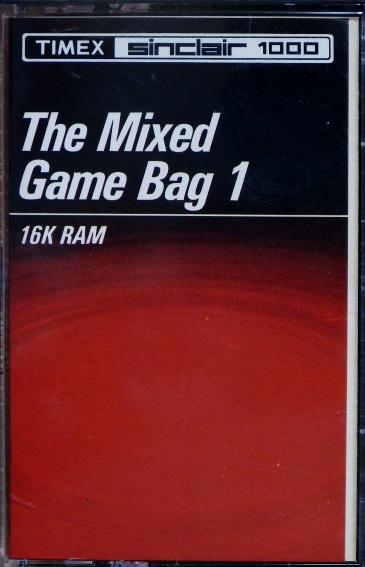 TIMEX sinclair 1000
The Mixed
Game Bag 1
16K RAM